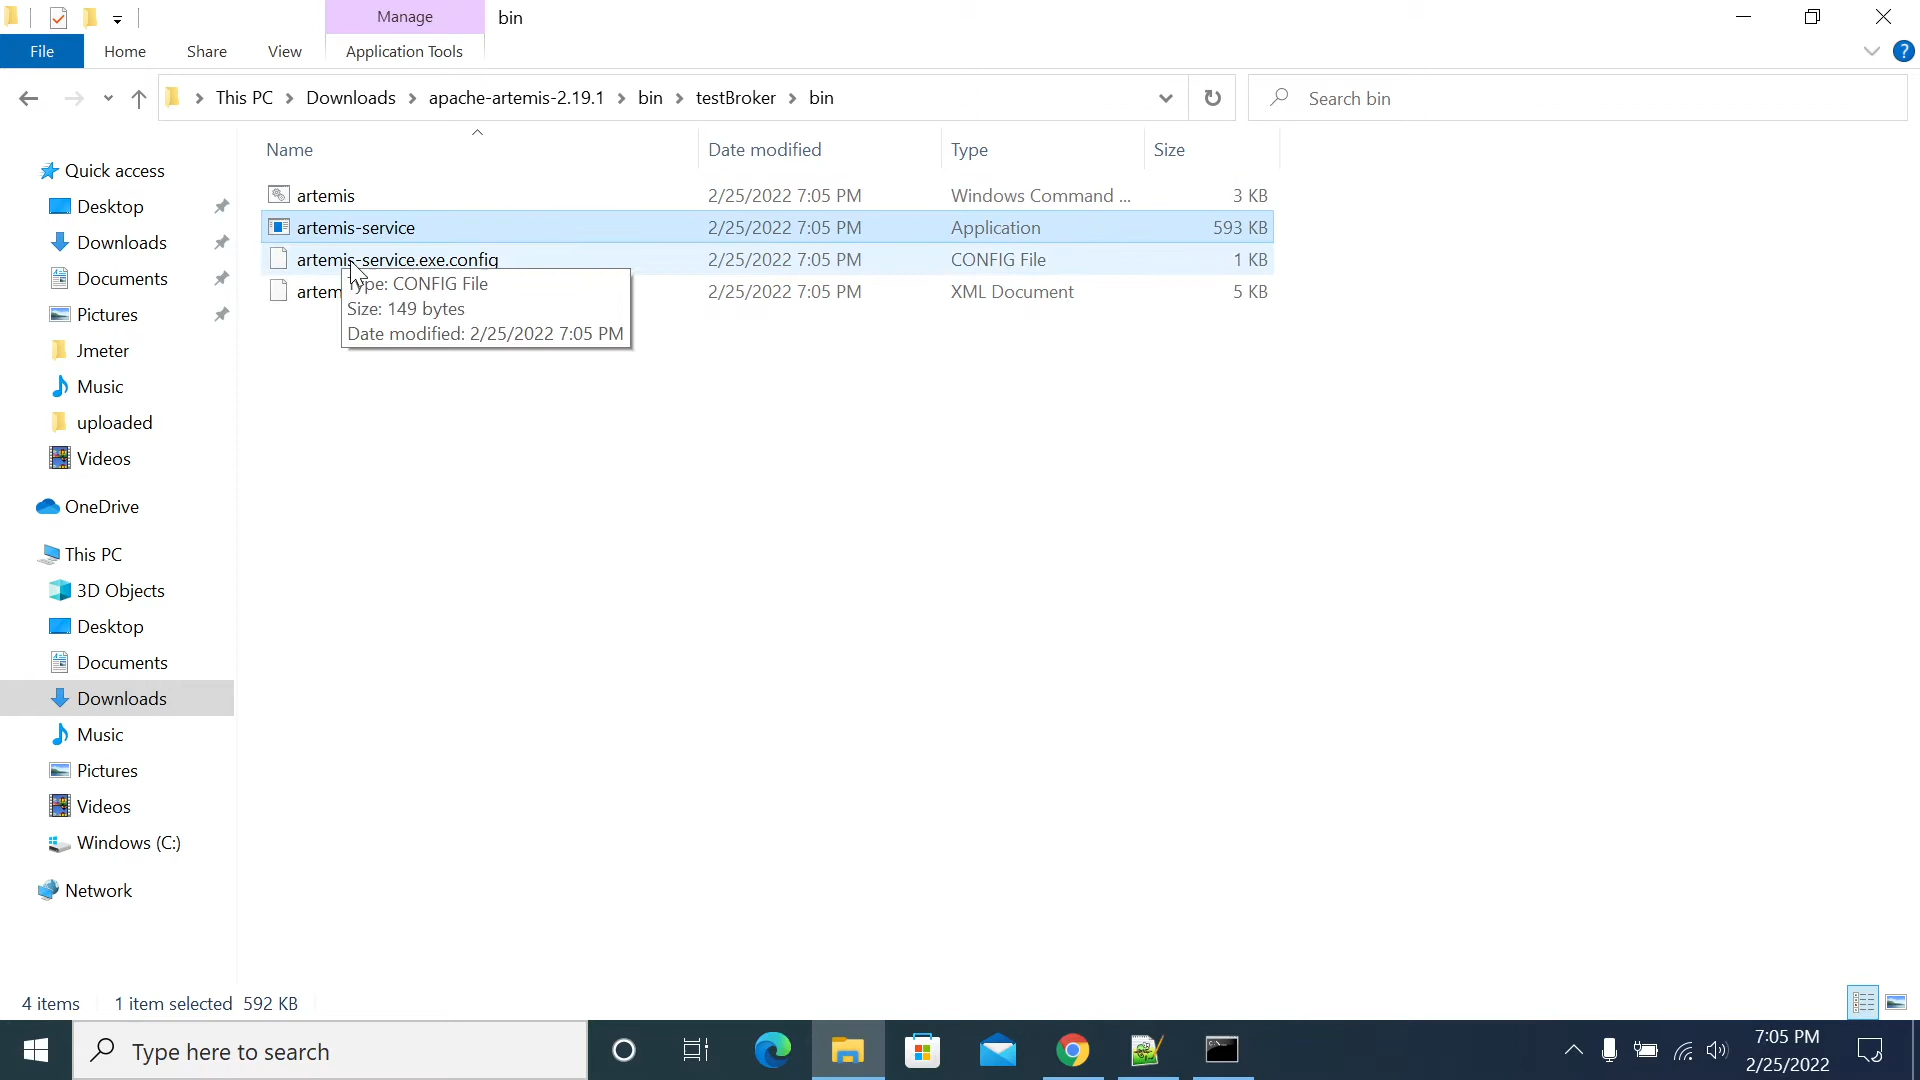 Manage
bin
File
Home
Share
View
Application Tools
This PC
Downloads
apache-artemis-2.19.1
bin
testBroker
bin
Search bin
Name
Date modified
Type
Size
artemis
2/25/2022 7:05 PM
Windows Command ...
3 KB
artemis-service
2/25/2022 7:05 PM
Application
593 KB
artemis-service.exe.config
2/25/2022 7:05 PM
CONFIG File
1 KB
artem
2/25/2022 7:05 PM
XML Document
5 KB
Type: CONFIG File
Size: 149 bytes
Date modified: 2/25/2022 7:05 PM
Quick access
Desktop
Downloads
Documents
Pictures
Jmeter
Music
uploaded
Videos
OneDrive
This PC
3D Objects
Desktop
Documents
Downloads
Music
Pictures
Videos
Windows (C:)
Network
4 items
1 item selected 592 KB
Type here to search
7:05 PM
2/25/2022